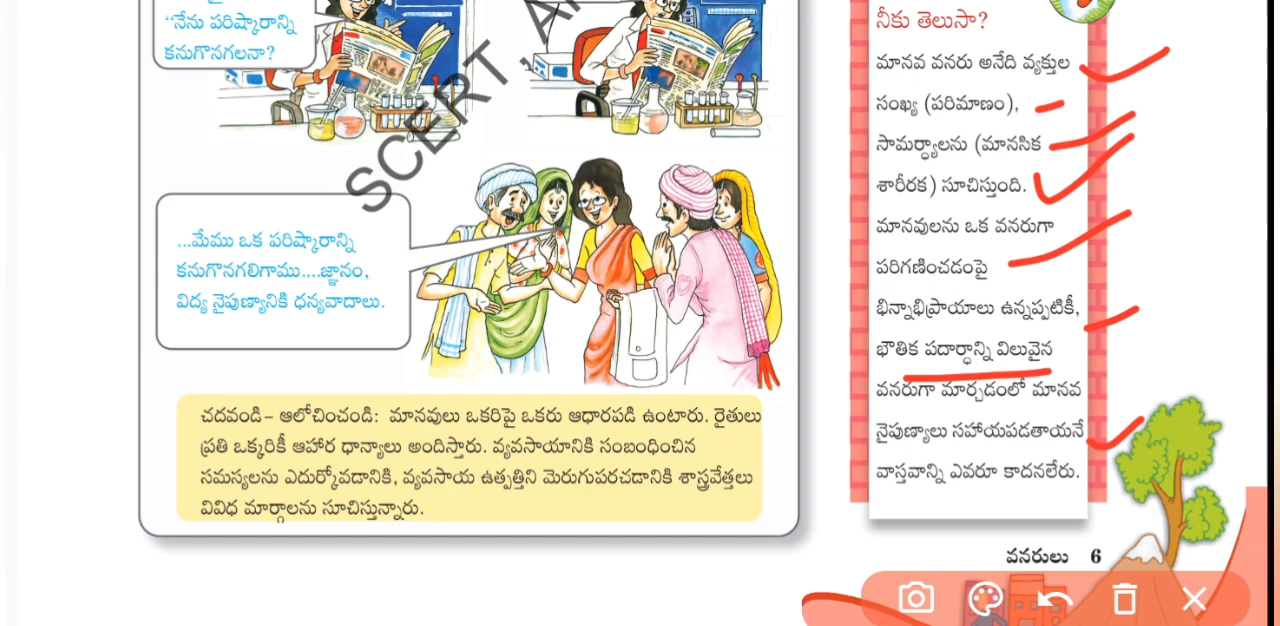 “నేను పరిష్కారాన్ని
కనుగొనగలనా?
SCERT, A
...మేము ఒక పరిష్కారాన్ని
కనుగొనగలిగాము....జ్ఞానం,
విద్య నైపుణ్యానికి ధన్యవాదాలు.
చదవండి– ఆలోచించండి: మానవులు ఒకరిపై ఒకరు ఆధారపడి ఉంటారు. రైతులు
ప్రతి ఒక్కరికీ ఆహార ధాన్యాలు అందిస్తారు. వ్యవసాయానికి సంబంధించిన
సమస్యలను ఎదుర్కోవడానికి, వ్యవసాయ ఉత్పత్తిని మెరుగుపరచడానికి శాస్త్రవేత్తలు
వివిధ మార్గాలను సూచిస్తున్నారు.
నీకు తెలుసా?
మానవ వనరు అనేది వ్యక్తుల
సంఖ్య (పరిమాణం),
సామర్థ్యాలను (మానసిక
శారీరక) సూచిస్తుంది.
మానవులను ఒక వనరుగా
పరిగణించడంపై
భిన్నాభిప్రాయాలు ఉన్నప్పటికీ,
భౌతిక పదార్థాన్ని విలువైన
వనరుగా మార్చడంలో మానవ
నైపుణ్యాలు సహాయపడతాయనే
వాస్తవాన్ని ఎవరూ కాదనలేరు.
వనరులు 6